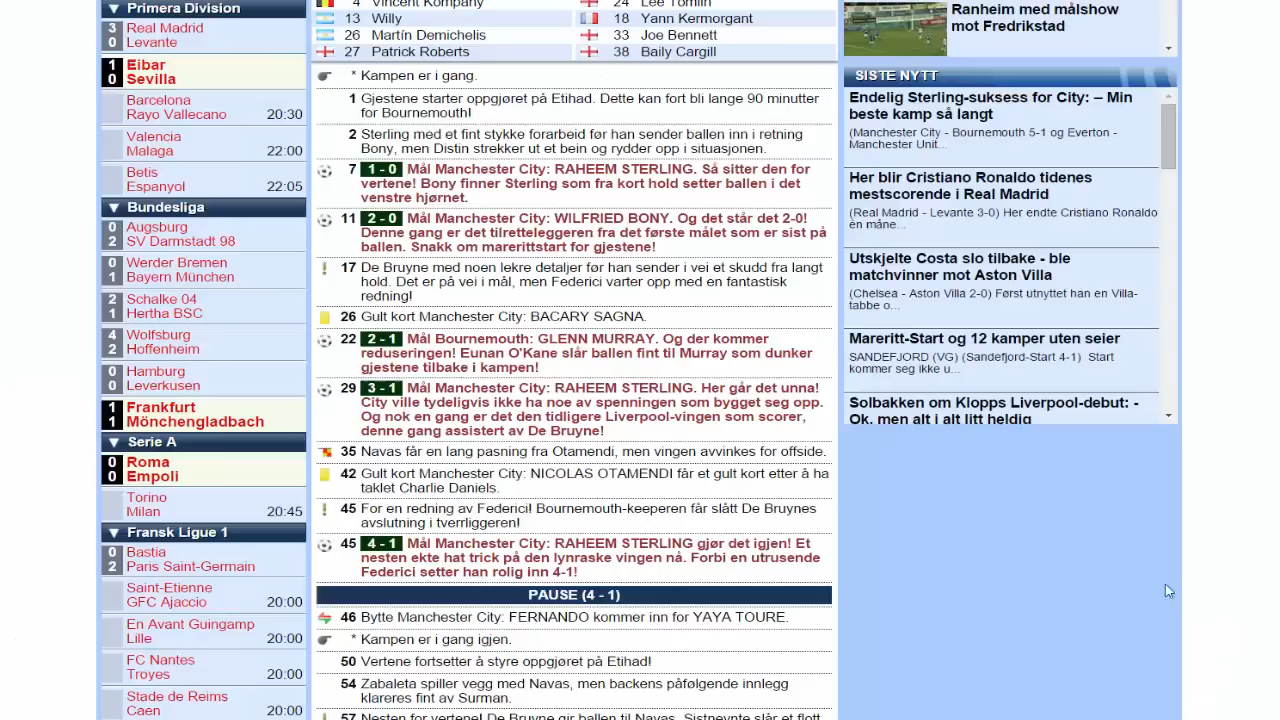 Primera Division
3 Real Madrid
0 Levante
1 Eibar
0 Sevilla
Barcelona
Rayo Vallecano 20:30
Valencia
Malaga 22:00
Betis
Espanyol 22:05
Bundesliga
0 Augsburg
2 SV Darmstadt 98
0 Werder Bremen
1 Bayern München
2 Schalke 04
1 Hertha BSC
4 Wolfsburg
2 Hoffenheim
0 Hamburg
0 Leverkusen
1 Frankfurt
1 Mönchengladbach
Serie A
0 Roma
0 Empoli
Torino
Milan 20:45
Fransk Ligue 1
0 Bastia
2 Paris Saint-Germain
Saint-Etienne
GFC Ajaccio 20:00
En Avant Guingamp
Lille 20:00
FC Nantes
Troyes 20:00
Stade de Reims
Caen 20:00
4 Vincent Kompany 24 Lee Tomlin
13 Willy 18 Yann Kermorgant
26 Martín Demichelis 33 Joe Bennett
27 Patrick Roberts 38 Baily Cargill
* Kampen er i gang.
1 Gjestene starter oppgjøret på Etihad. Dette kan fort bli lange 90 minutter
for Bournemouth!
2 Sterling med et fint stykke forarbeid før han sender ballen inn i retning
Bony, men Distin strekker ut et bein og rydder opp i situasjonen.
7 1 - 0 Mål Manchester City: RAHEEM STERLING. Så sitter den for
vertene! Bony finner Sterling som fra kort hold setter ballen i det
venstre hjørnet.
11 2 - 0 Mål Manchester City: WILFRIED BONY. Og det står det 2-0!
Denne gang er det tilretteleggeren fra det første målet som er sist på
ballen. Snakk om marerittstart for gjestene!
17 De Bruyne med noen lekre detaljer før han sender i vei et skudd fra langt
hold. Det er på vei i mål, men Federici varter opp med en fantastisk
redning!
26 Gult kort Manchester City: BACARY SAGNA.
22 2 - 1 Mål Bournemouth: GLENN MURRAY. Og der kommer
reduseringen! Eunan O'Kane slår ballen fint til Murray som dunker
gjestene tilbake i kampen!
29 3 - 1 Mål Manchester City: RAHEEM STERLING. Her går det unna!
City ville tydeligvis ikke ha noe av spenningen som bygget seg opp.
Og nok en gang er det den tidligere Liverpool-vingen som scorer,
denne gang assistert av De Bruyne!
35 Navas får en lang pasning fra Otamendi, men vingen avvinkes for offside.
42 Gult kort Manchester City: NICOLAS OTAMENDI får et gult kort etter å ha
taklet Charlie Daniels.
45 For en redning av Federici! Bournemouth-keeperen får slått De Bruynes
avslutning i tverrliggeren!
45 4 - 1 Mål Manchester City: RAHEEM STERLING gjør det igjen! Et
nesten ekte hat trick på den lynraske vingen nå. Forbi en utrusende
Federici setter han rolig inn 4-1!
PAUSE (4 - 1)
46 Bytte Manchester City: FERNANDO kommer inn for YAYA TOURE.
* Kampen er i gang igjen.
50 Vertene fortsetter å styre oppgjøret på Etihad!
54 Zabaleta spiller vegg med Navas, men backens påfølgende innlegg
klareres fint av Surman.
57 Nesten for vertene! De Bruyne gir ballen til Navas. Sistnevnte slår et flott
Ranheim med målshow
mot Fredrikstad
SISTE NYTT
Endelig Sterling-suksess for City: – Min
beste kamp så langt
(Manchester City - Bournemouth 5-1 og Everton -
Manchester Unit...
Her blir Cristiano Ronaldo tidenes
mestscorende i Real Madrid
(Real Madrid - Levante 3-0) Her endte Cristiano Ronaldo
en måne...
Utskjelte Costa slo tilbake - ble
matchvinner mot Aston Villa
(Chelsea - Aston Villa 2-0) Først utnyttet han en Villa-
tabbe o...
Mareritt-Start og 12 kamper uten seier
SANDEFJORD (VG) (Sandefjord-Start 4-1) Start
kommer seg ikke u...
Solbakken om Klopps Liverpool-debut: -
Ok, men alt i alt litt heldig